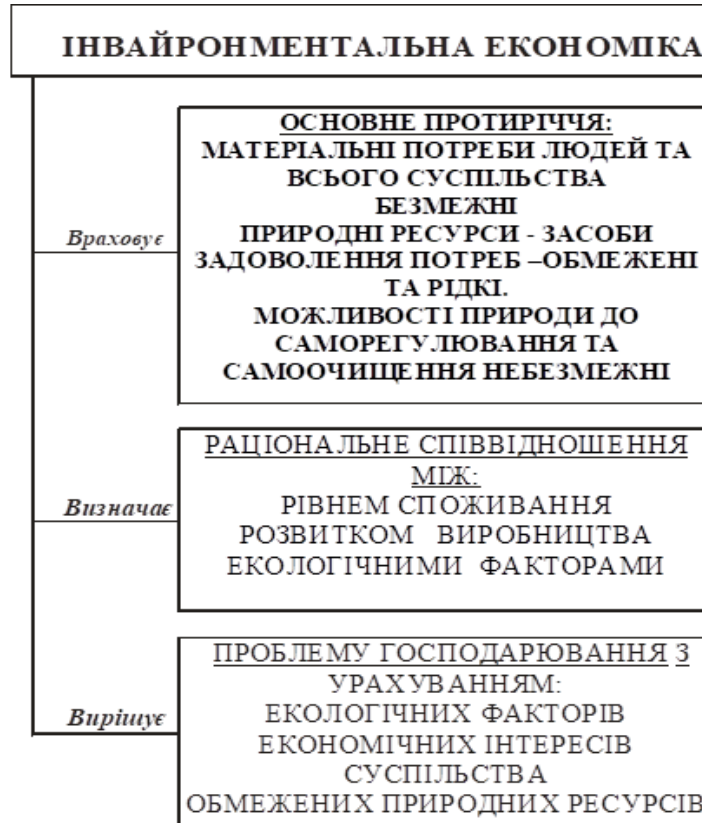 ІНВАЙРОНМЕНТАЛЬНА ЕКОНОМІКА
ОСНОВНЕ ПРОТИРІЧЧЯ:
МАТЕРІАЛЬНІ ПОТРЕБИ ЛЮДЕЙ ТА
ВСЬОГО СУСПІЛЬСТВА
БЕЗМЕЖНІ
Враховує
ПРИРОДНІ РЕСУРСИ - ЗАСОБИ
ЗАДОВОЛЕННЯ ПОТРЕБ –ОБМЕЖЕНІ
ТА РІДКІ.
МОЖЛИВОСТІ ПРИРОДИ ДО
САМОРЕГУЛЮВАННЯ ТА
САМООЧИЩЕННЯ НЕБЕЗМЕЖНІ
РАЦІОНАЛЬНЕ СПІВВІДНОШЕННЯ
МІЖ:
РІВНЕМ СПОЖИВАННЯ
Визначає
РОЗВИТКОМ ВИРОБНИЦТВА
ЕКОЛОГІЧНИМИ ФАКТОРАМИ
ПРОБЛЕМУ ГОСПОДАРЮВАННЯ З
УРАХУВАННЯМ:
Вирішує
ЕКОЛОГІЧНИХ ФАКТОРІВ
ЕКОНОМІЧНИХ ІНТЕРЕСІВ
СУСПІЛЬСТВА
ОБМЕЖЕНИХ ПРИРОДНИХ РЕСУРСІВ